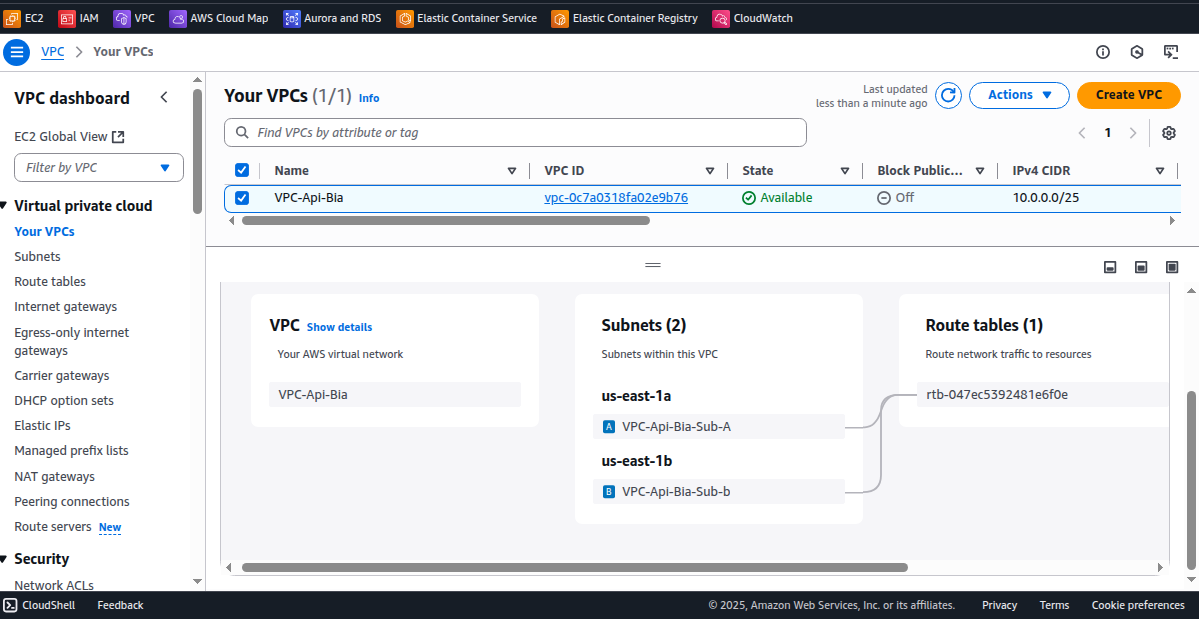 EC2 IAM VPC AWS Cloud Map Aurora and RDS Elastic Container Service Elastic Container Registry CloudWatch
VPC Your VPCs
VPC dashboard
EC2 Global View
Filter by VPC
Virtual private cloud
Your VPCs
Subnets
Route tables
Internet gateways
Egress-only internet
gateways
Carrier gateways
DHCP option sets
Elastic IPs
Managed prefix lists
NAT gateways
Peering connections
Route servers New
Security
Network ACLs
Your VPCs (1/1) Info
Last updated
less than a minute ago
Actions
Create VPC
Find VPCs by attribute or tag
1
Name VPC ID State Block Public... IPv4 CIDR
VPC-Api-Bia vpc-0c7a0318fa02e9b76 Available Off 10.0.0.0/25
VPC Show details
Your AWS virtual network
VPC-Api-Bia
Subnets (2)
Subnets within this VPC
us-east-1a
A VPC-Api-Bia-Sub-A
us-east-1b
B VPC-Api-Bia-Sub-b
Route tables (1)
Route network traffic to resources
rtb-047ec5392481e6f0e
CloudShell Feedback © 2025, Amazon Web Services, Inc. or its affiliates. Privacy Terms Cookie preferences